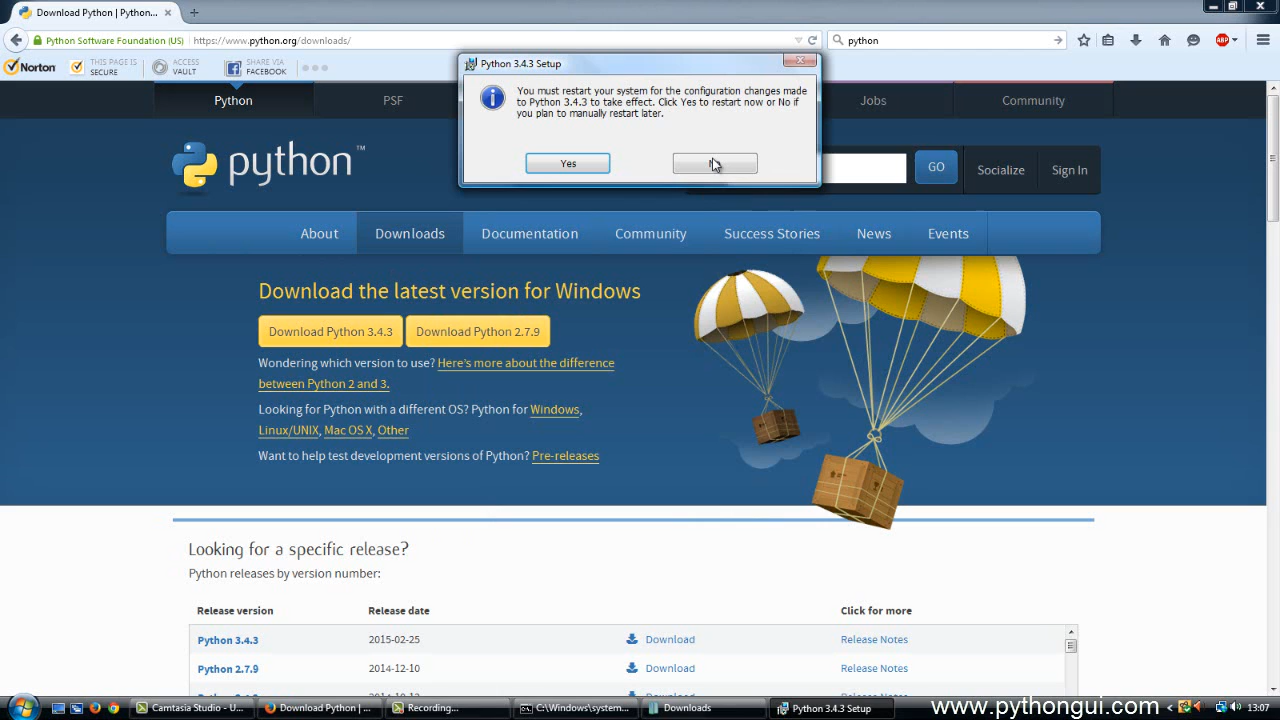 Download Python | Python...
Python Software Foundation (US)
https://www.python.org/downloads/
python
ABP
Norton
THIS PAGE IS
SECURE
ACCESS
VAULT
SHARE VIA
FACEBOOK
Python 3.4.3 Setup
You must restart your system for the configuration changes made
to Python 3.4.3 to take effect. Click Yes to restart now or No if
you plan to manually restart later.
Yes
Python
PSF
Jobs
Community
python™
GO
Socialize
Sign In
About
Downloads
Documentation
Community
Success Stories
News
Events
Download the latest version for Windows
Download Python 3.4.3
Download Python 2.7.9
Wondering which version to use? Here's more about the difference
between Python 2 and 3.
Looking for Python with a different OS? Python for Windows,
Linux/UNIX, Mac OS X, Other
Want to help test development versions of Python? Pre-releases
Looking for a specific release?
Python releases by version number:
Release version
Release date
Click for more
Python 3.4.3
2015-02-25
Download
Release Notes
Python 2.7.9
2014-12-10
Download
Release Notes
Camtasia Studio - U...
Download Python | ...
Recording...
C:\Windows\system...
Downloads
Python 3.4.3 Setup
www.pythongui.com
13:07